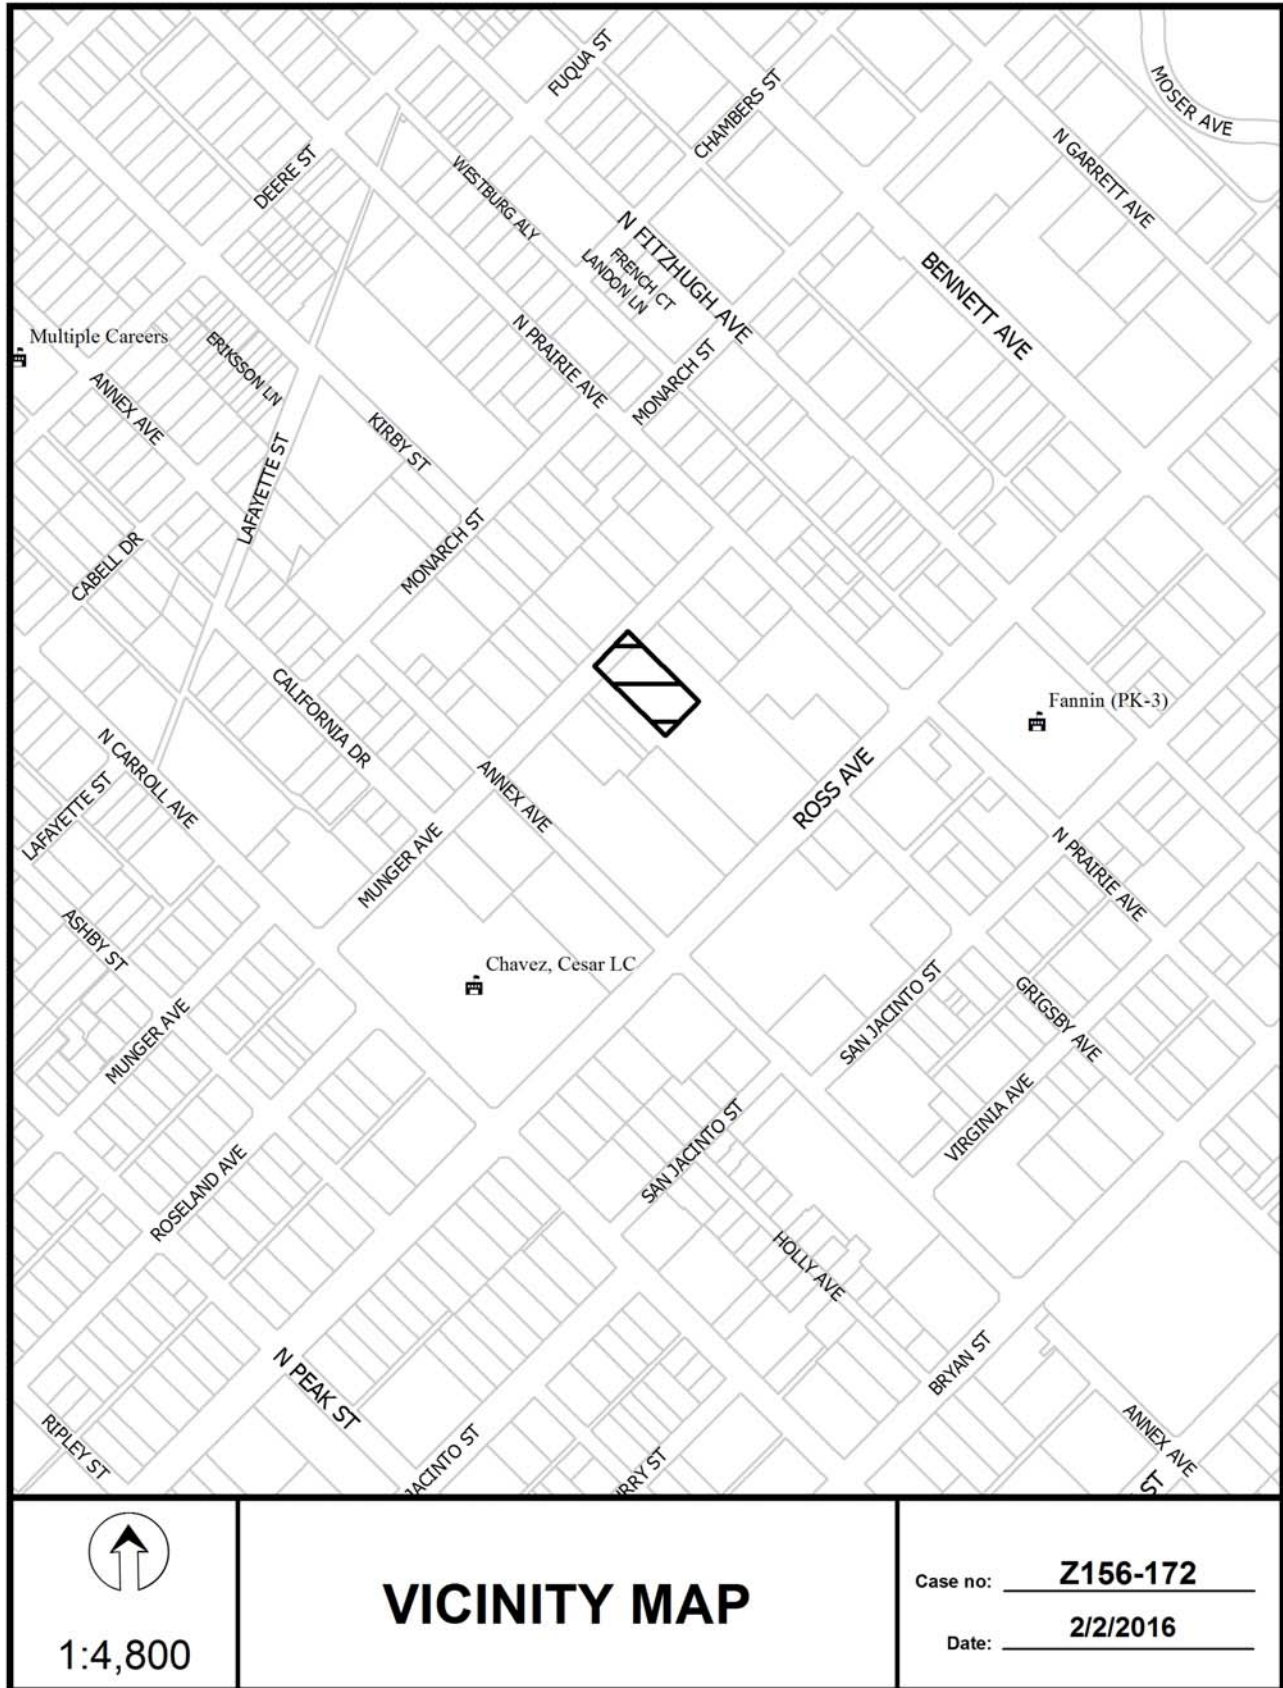 FUQUA ST
CHAMBERS ST
MOSER AVE
N GARRETT AVE
DEERE ST
WESTBURG ALY
N FITZHUGH AVE
FRENCH CT
LANDON LN
BENNETT AVE
Multiple Careers
ERIKSSON LN
N PRAIRIE AVE
MONARCH ST
ANNEX AVE
KIRBY ST
LAFAYETTE ST
MONARCH ST
CABELL DR
CALIFORNIA DR
Fannin (PK-3)
N CARROLL AVE
ANNEX AVE
ROSS AVE
LAFAYETTE ST
MUNGER AVE
N PRAIRIE AVE
ASHBY ST
Chavez, Cesar LC
SAN JACINTO ST
GRIGSBY AVE
MUNGER AVE
VIRGINIA AVE
SAN JACINTO ST
ROSELAND AVE
HOLLY AVE
BRYAN ST
N PEAK ST
ANNEX AVE
RIPLEY ST
JACINTO ST
RRY ST
ST
1:4,800
VICINITY MAP
Case no: Z156-172
Date: 2/2/2016